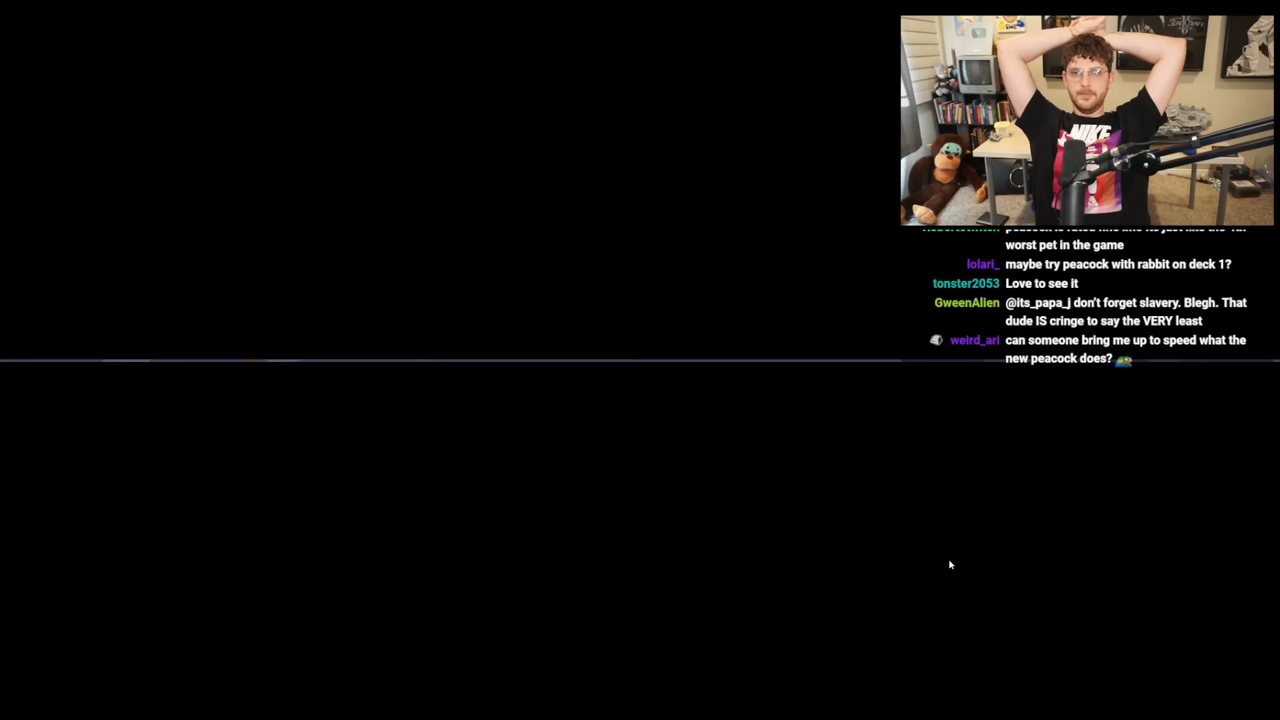 NIKE
worst pet in the game
lolari_ maybe try peacock with rabbit on deck 1?
tonster2053 Love to see it
GweenAlien @its_papa_j don't forget slavery. Blegh. That
dude IS cringe to say the VERY least
weird_ari can someone bring me up to speed what the
new peacock does?